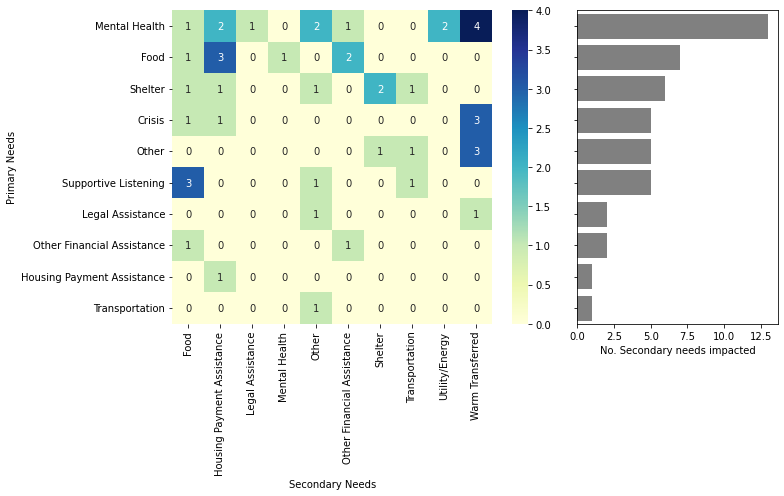 Primary Needs
Mental Health 1 2 1 0 2 1 0 0 2 4
Food 1 3 0 1 0 2 0 0 0 0
Shelter 1 1 0 0 1 0 2 1 0 0
Crisis 1 1 0 0 0 0 0 0 0 3
Other 0 0 0 0 0 0 1 1 0 3
Supportive Listening 3 0 0 0 1 0 0 1 0 0
Legal Assistance 0 0 0 0 1 0 0 0 0 1
Other Financial Assistance 1 0 0 0 0 1 0 0 0 0
Housing Payment Assistance 0 1 0 0 0 0 0 0 0 0
Transportation 0 0 0 0 1 0 0 0 0 0
Food
Housing Payment Assistance
Legal Assistance
Mental Health
Other
Other Financial Assistance
Shelter
Transportation
Utility/Energy
Warm Transferred
Secondary Needs
4.0
3.5
3.0
2.5
2.0
1.5
1.0
0.5
0.0
0.0 2.5 5.0 7.5 10.0 12.5
No. Secondary needs impacted